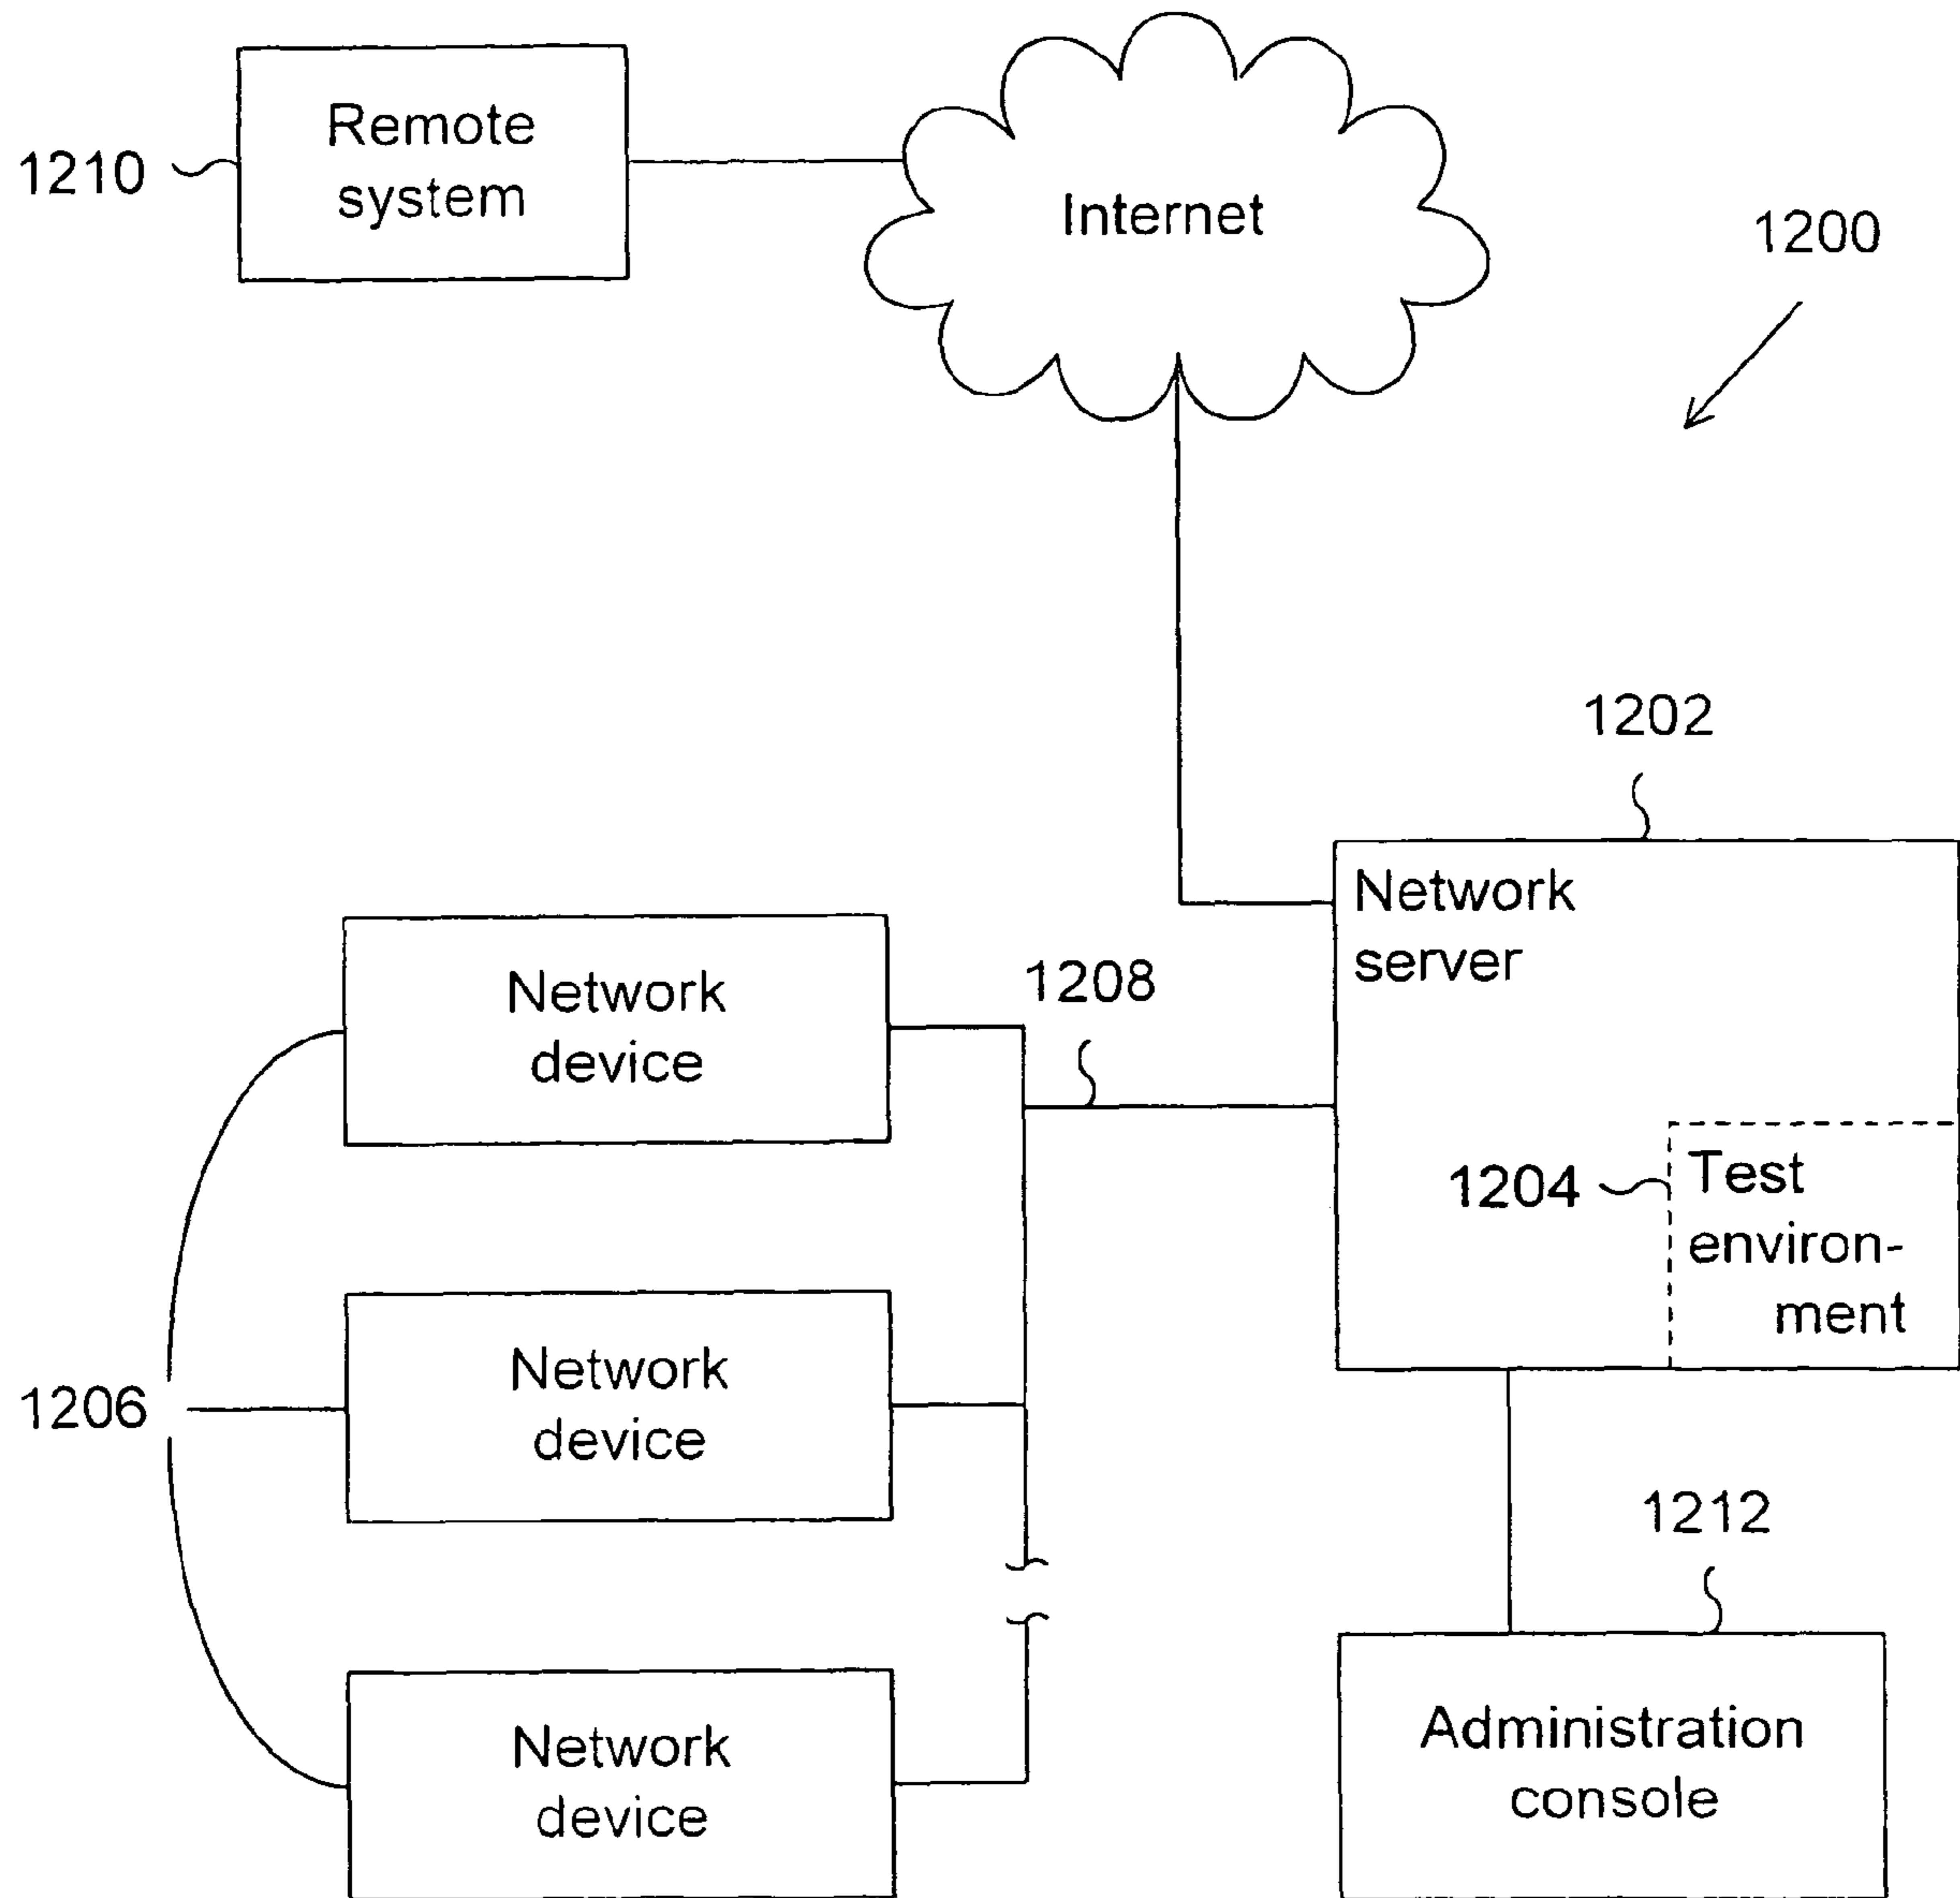 Remote
system
1210
Internet
1200
1202
Network
server
1208
Network
device
1204
Test
environ-
ment
1206
Network
device
1212
Network
device
Administration
console